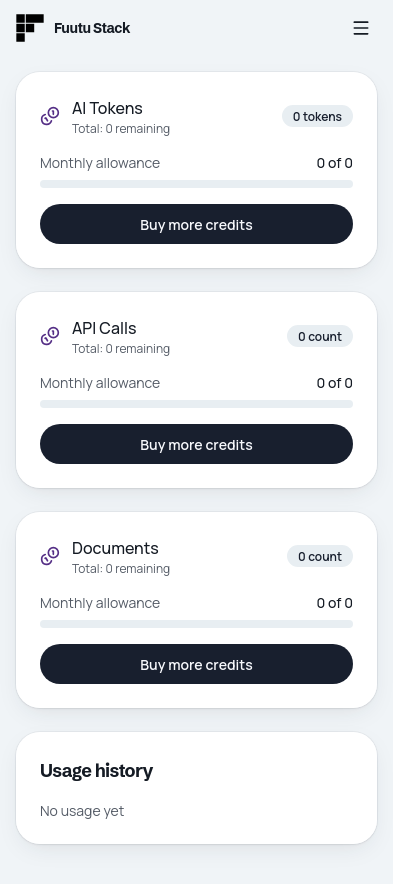 Fuutu Stack
AI Tokens
Total: 0 remaining
0 tokens
Monthly allowance
0 of 0
Buy more credits
API Calls
Total: 0 remaining
0 count
Monthly allowance
0 of 0
Buy more credits
Documents
Total: 0 remaining
0 count
Monthly allowance
0 of 0
Buy more credits
Usage history
No usage yet